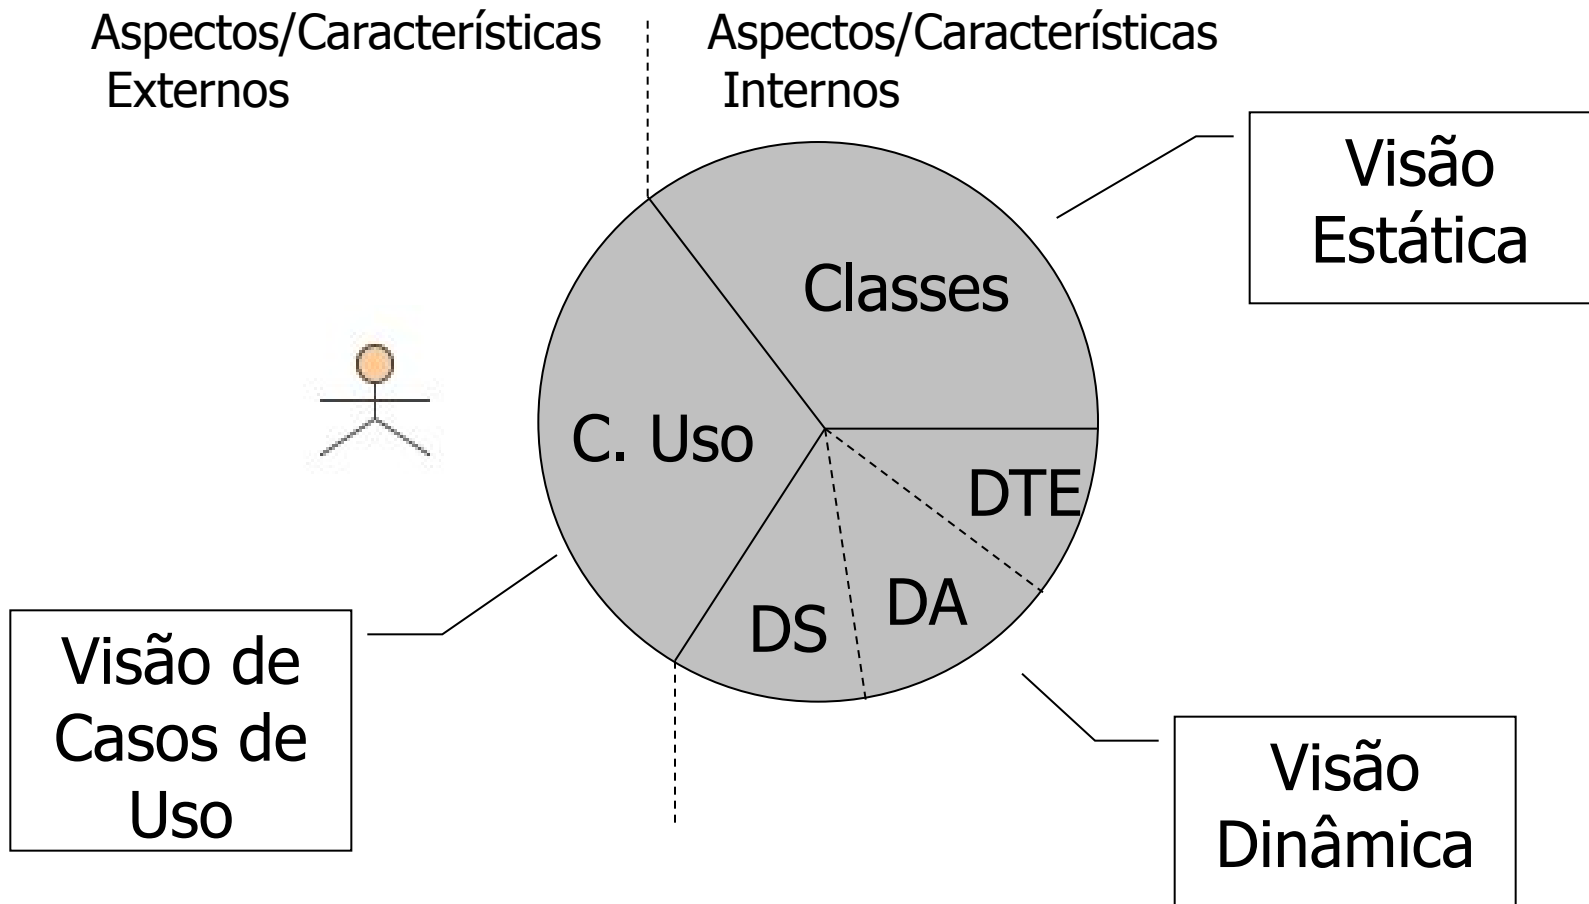 Aspectos/Características
Externos
Aspectos/Características
Internos
Visão
Estática
Classes
C. Uso
DTE
DA
DS
Visão de
Casos de
Uso
Visão
Dinâmica